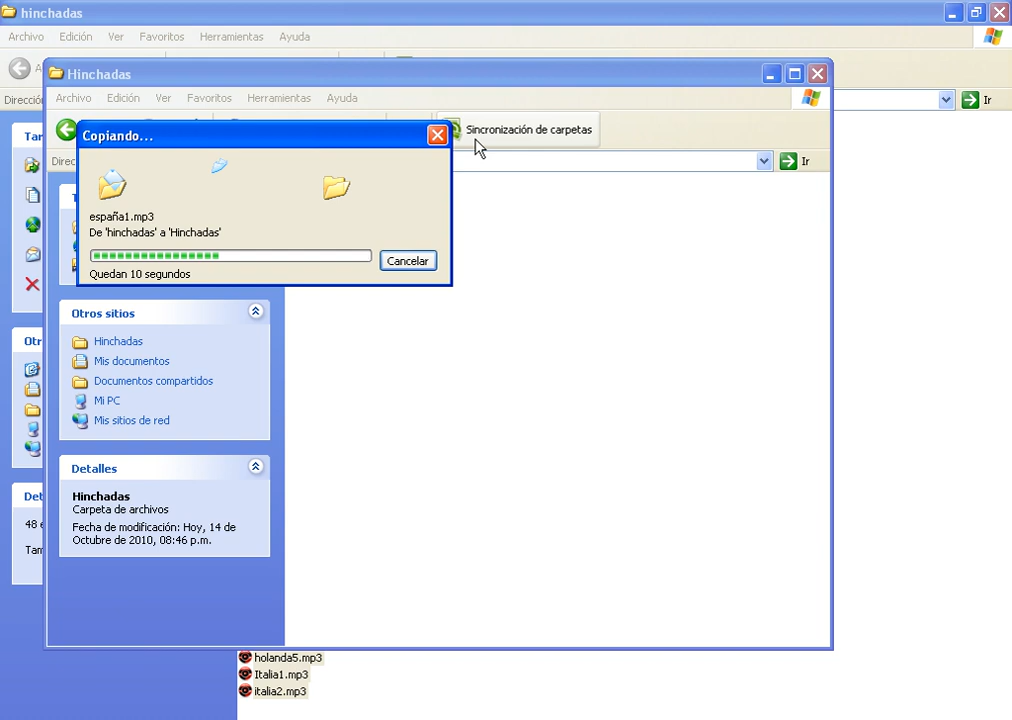 hinchadas
Archivo Edición Ver Favoritos Herramientas Ayuda
Ir
Hinchadas
Archivo Edición Ver Favoritos Herramientas Ayuda
Sincronización de carpetas
Ir
Copiando...
españa1.mp3
De 'hinchadas' a 'Hinchadas'
Cancelar
Quedan 10 segundos
Otros sitios
Hinchadas
Mis documentos
Documentos compartidos
Mi PC
Mis sitios de red
Detalles
Hinchadas
Carpeta de archivos
Fecha de modificación: Hoy, 14 de
Octubre de 2010, 08:46 p.m.
holanda5.mp3
Italia1.mp3
italia2.mp3